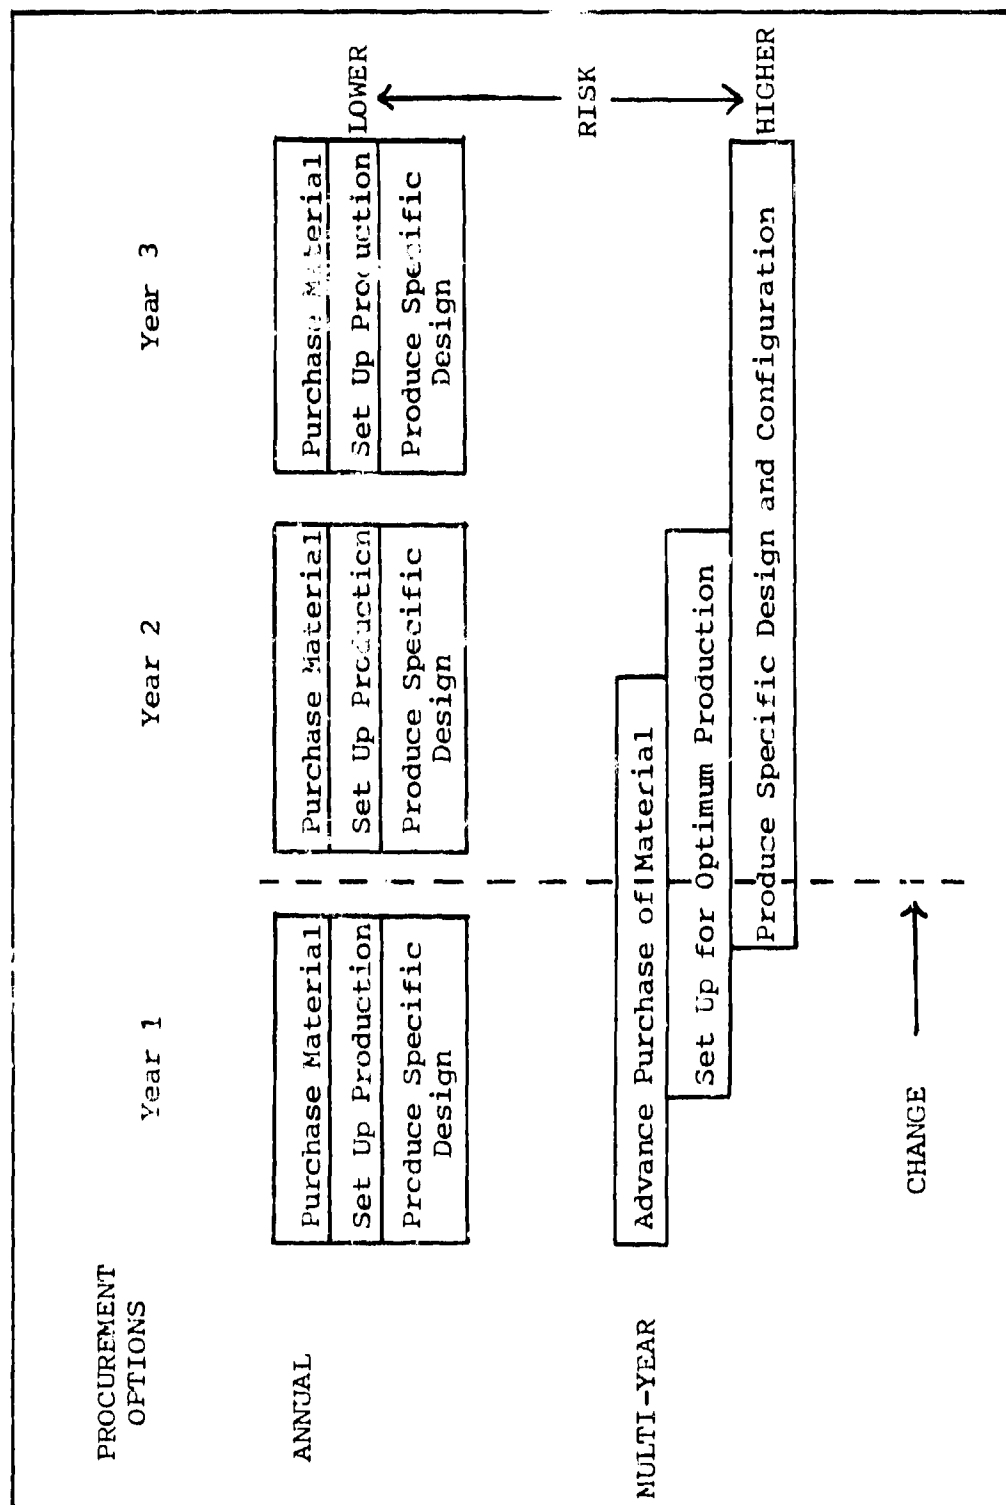 PROCUREMENT
OPTIONS
Year 1
Year 2
Year 3
ANNUAL
Purchase Material
Set Up Production
Produce Specific
Design
Purchase Material
Set Up Production
Produce Specific
Design
Purchase Material
Set Up Production
Produce Specific
Design
LOWER
RISK
HIGHER
MULTI-YEAR
Advance Purchase of Material
Set Up for Optimum Production
Produce Specific Design and Configuration
CHANGE